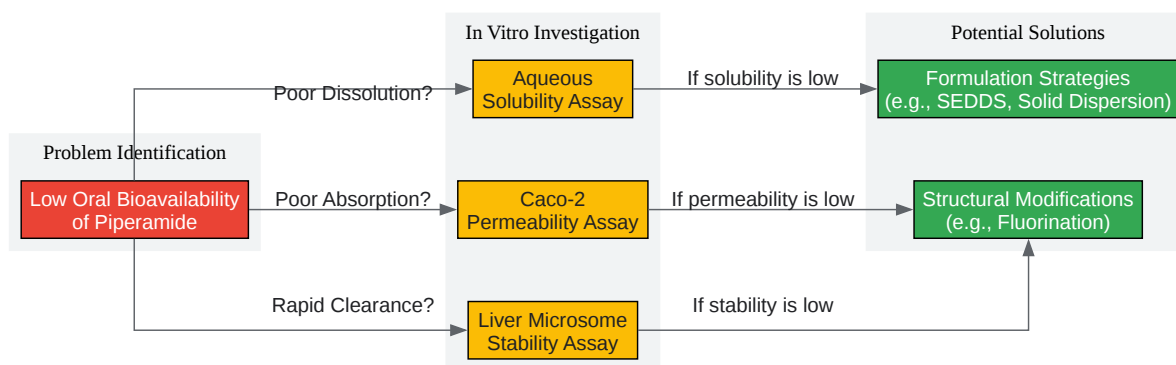 In Vitro Investigation
Potential Solutions
Poor Dissolution?
Aqueous
Solubility Assay
If solubility is low
Formulation Strategies
(e.g., SEDDS, Solid Dispersion)
Problem Identification
Low Oral Bioavailability
of Piperamide
Poor Absorption?
Caco-2
Permeability Assay
If permeability is low
Structural Modifications
(e.g., Fluorination)
Rapid Clearance?
Liver Microsome
Stability Assay
If stability is low